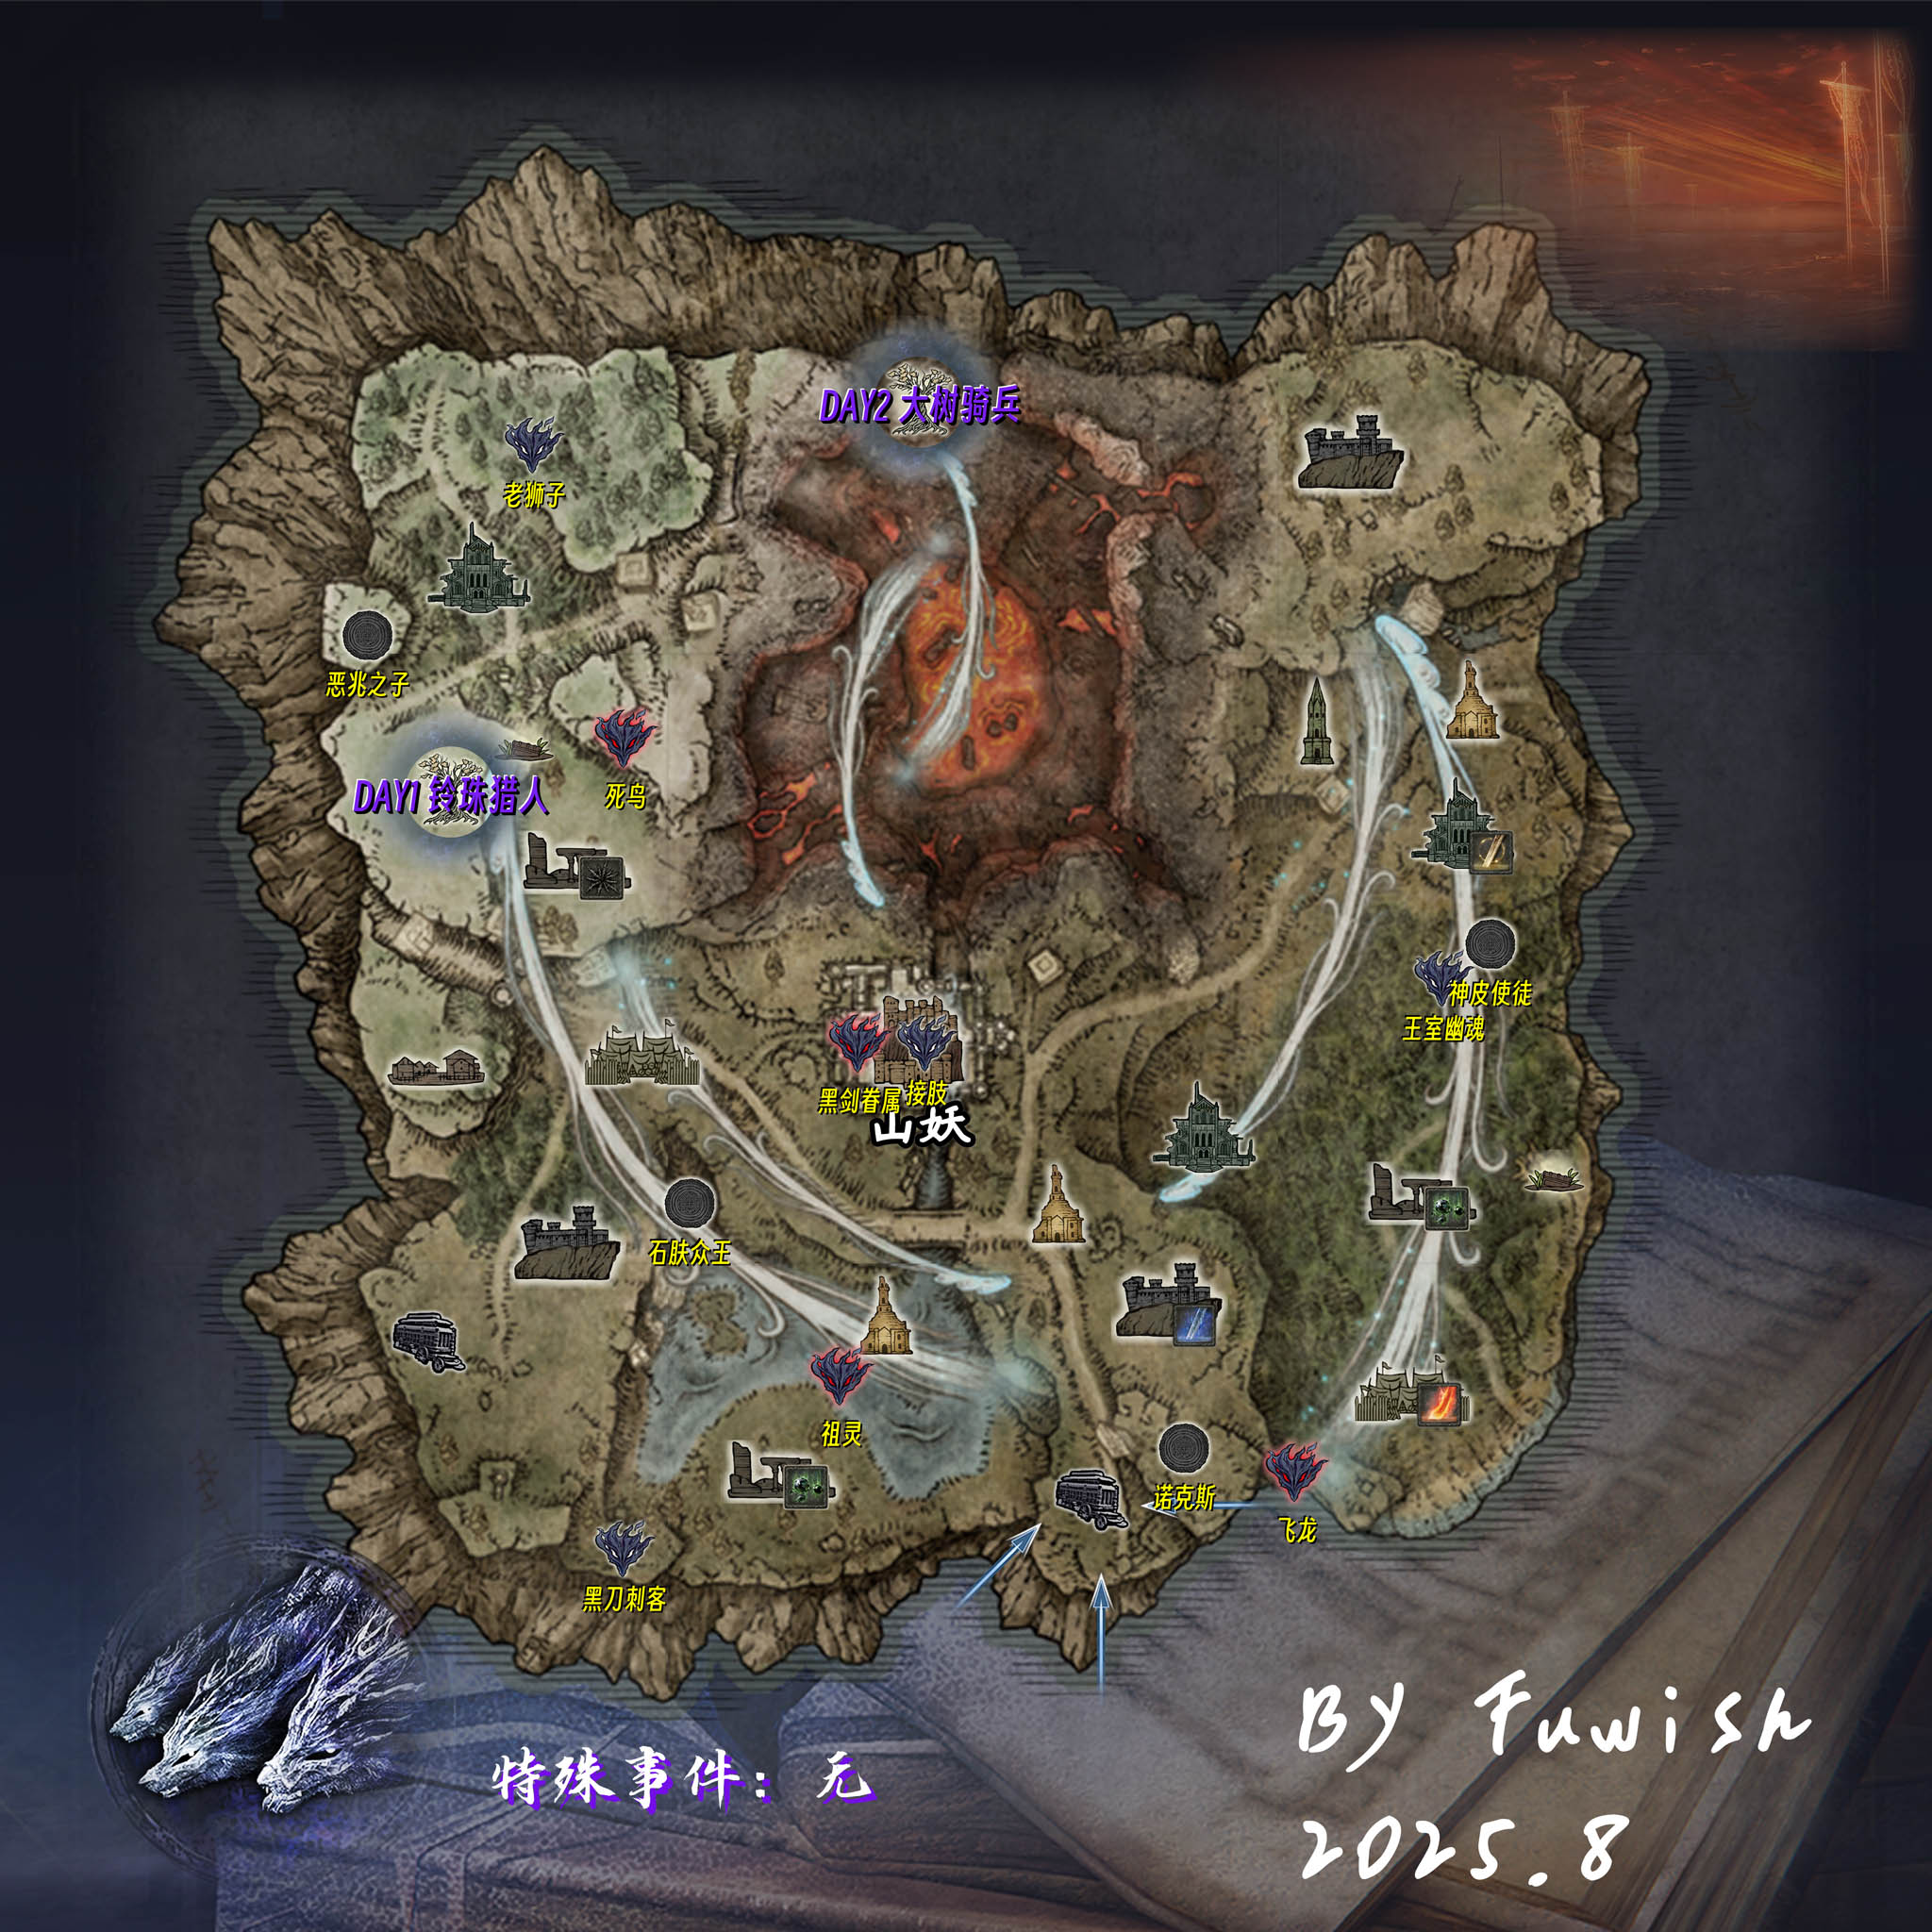 DAY2 大树骑兵
老狮子
恶兆之子
DAY1 铃珠猎人
死鸟
神皮使徒
王室幽魂
黑剑眷属
接肢
山妖
石肤众王
祖灵
诺克斯
飞龙
黑刀刺客
特殊事件：无
By Fuwish
2025.8